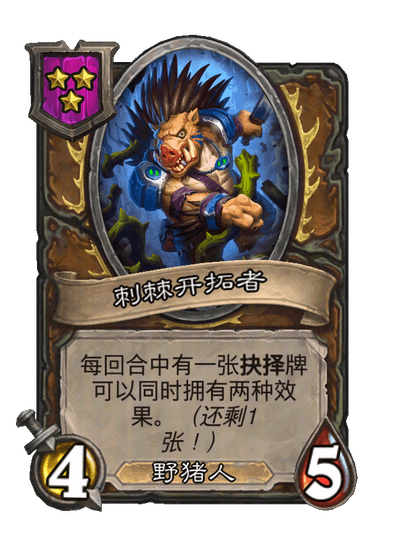 刺棘开拓者
每回合中有一张抉择牌
可以同时拥有两种效
果。（还剩1
张！）
4
野猪人
5